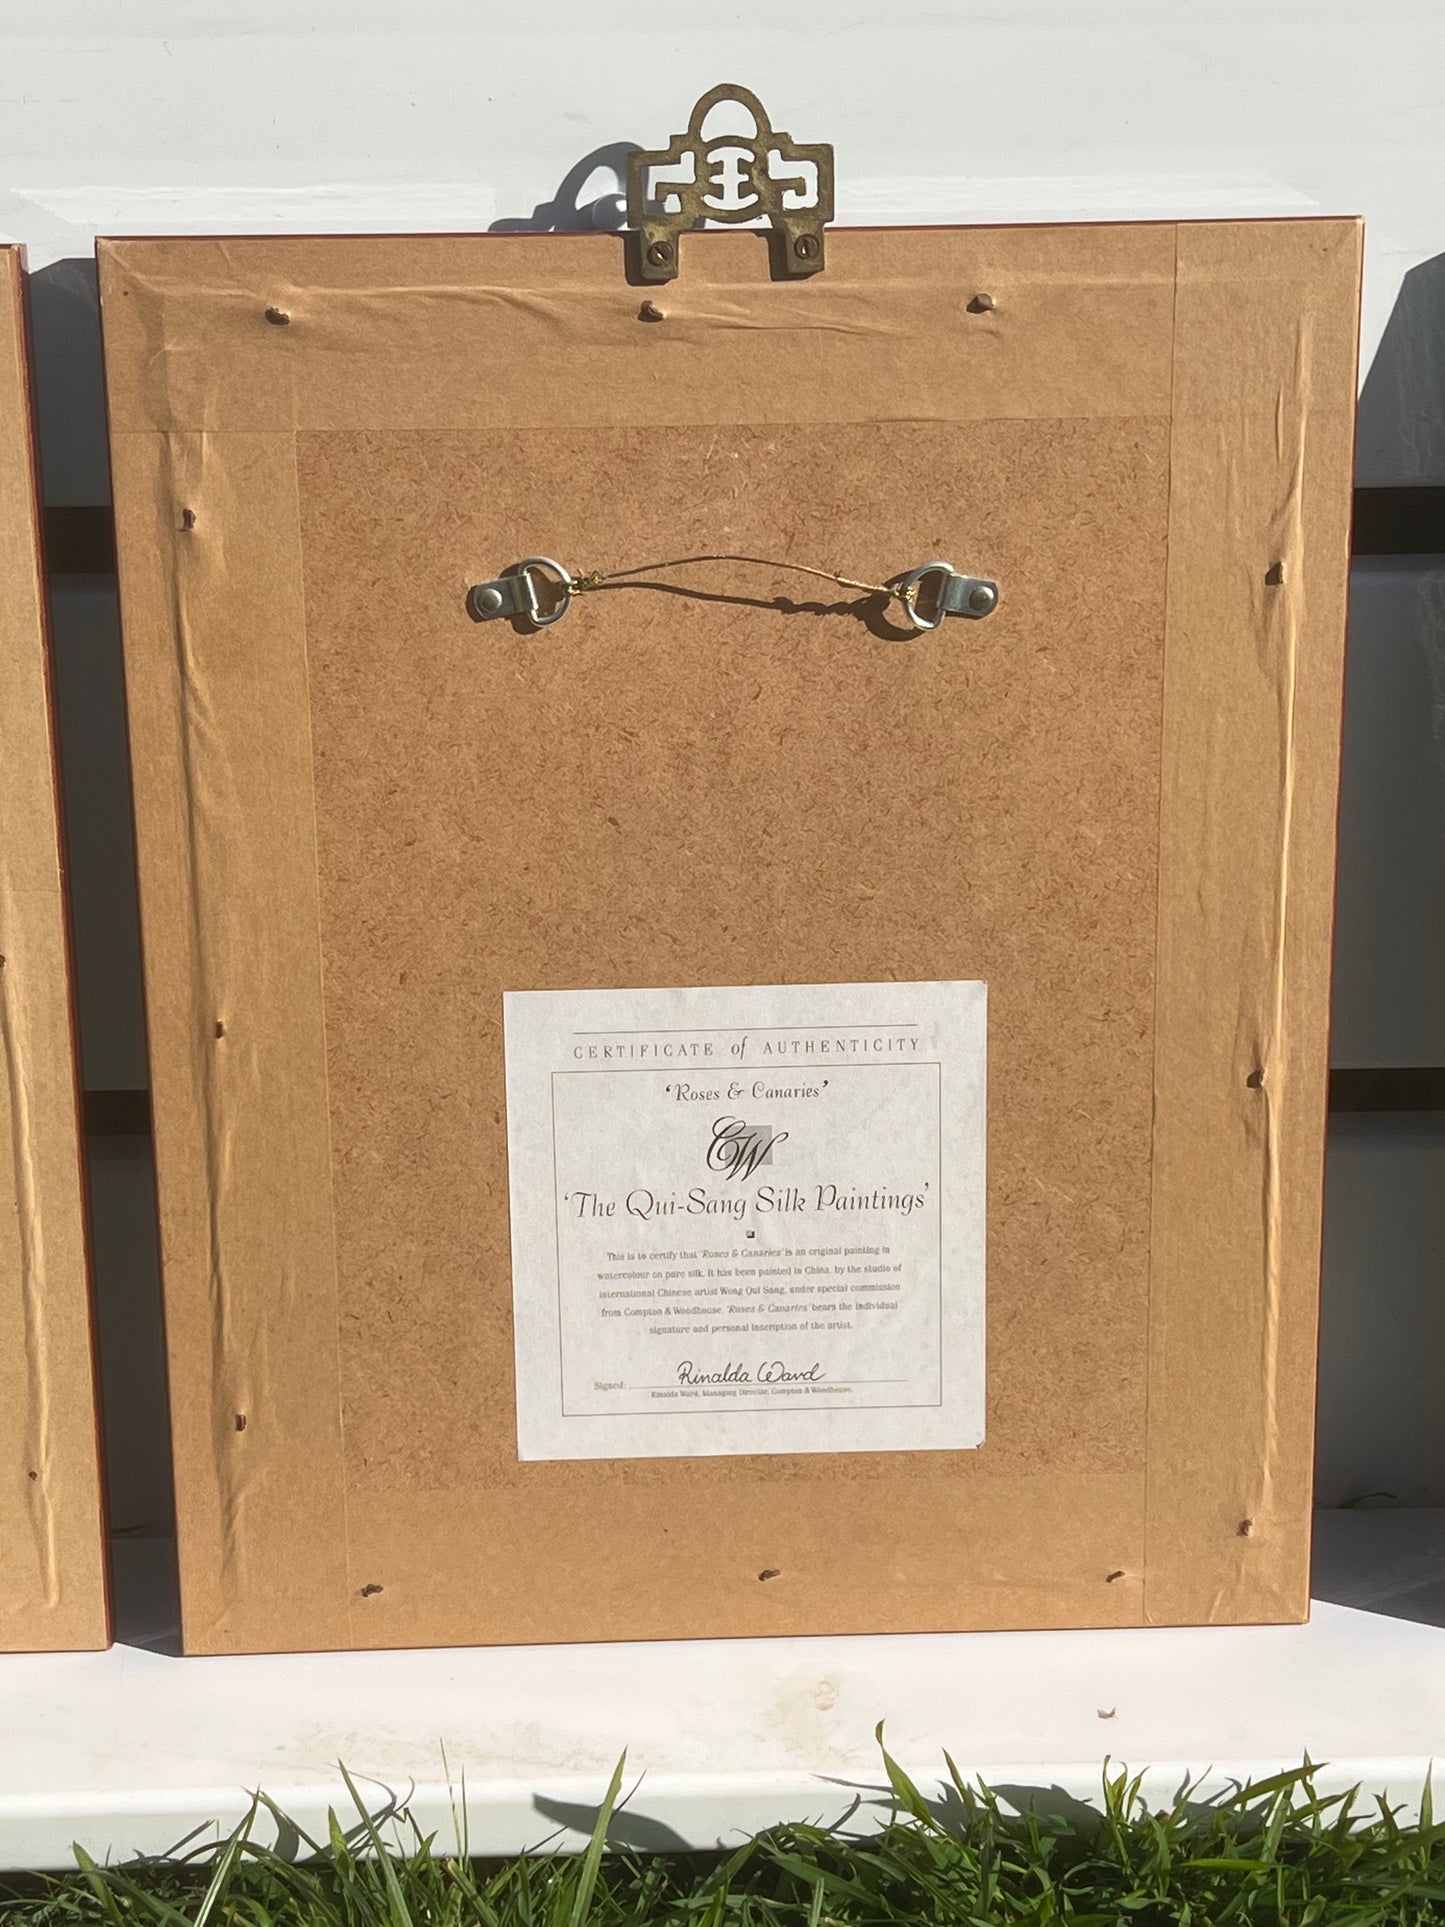 CERTIFICATE of AUTHENTICITY
‘Roses & Canaries’
CW
‘The Qui-Sang Silk Paintings’
This is to certify that ‘Roses & Canaries’ is an original painting in
watercolour on pure silk. It has been painted in China, by the studio of
international Chinese artist Wong Qui Sang, under special commission
from Compton & Woodhouse. ‘Roses & Canaries’ bears the individual
signature and personal inscription of the artist.
Signed: Rinalda Ward
Rinalda Ward, Managing Director, Compton & Woodhouse.